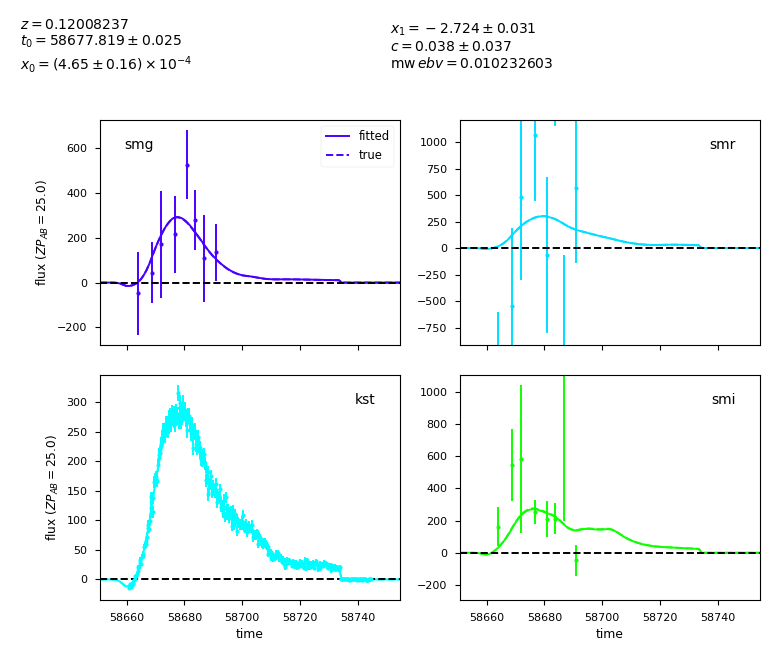 z = 0.12008237
t₀ = 58677.819 ± 0.025
x₀ = (4.65 ± 0.16) × 10⁻⁴
x₁ = −2.724 ± 0.031
c = 0.038 ± 0.037
mw ebv = 0.010232603
smg
fitted
true
600
400
200
0
−200
flux (ZP_AB = 25.0)
smr
1000
750
500
250
0
−250
−500
−750
kst
300
250
200
150
100
50
0
flux (ZP_AB = 25.0)
58660 58680 58700 58720 58740
time
smi
1000
800
600
400
200
0
−200
58660 58680 58700 58720 58740
time